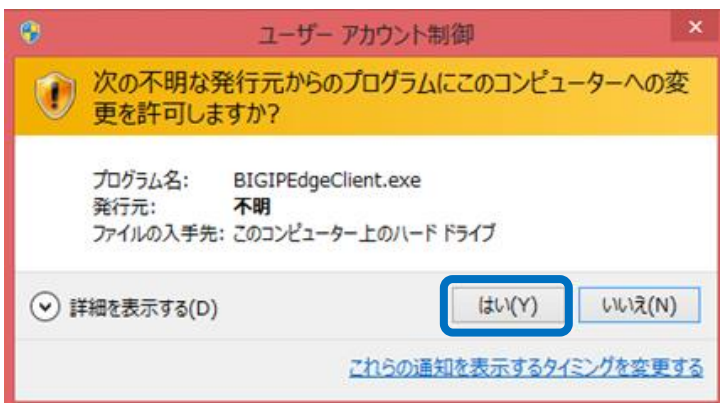 ユーザー アカウント制御
次の不明な発行元からのプログラムにこのコンピューターへの変
更を許可しますか?
プログラム名: BIGIPEdgeClient.exe
発行元: 不明
ファイルの入手先: このコンピューター上のハード ドライブ
詳細を表示する(D) はい(Y) いいえ(N)
これらの通知を表示するタイミングを変更する